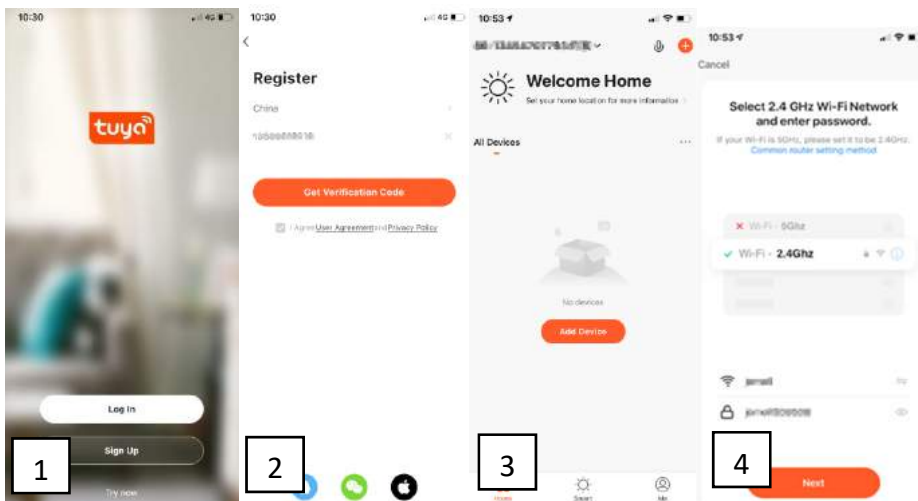 10:30
4G
tuya
Log In
Sign Up
Try now
1
10:30
4G
Register
China
Get Verification Code
I Agree User Agreement and Privacy Policy
2
10:53
Welcome Home
Set your home location for more information
All Devices
No devices
Add Device
Home
Smart
Me
3
10:53
Cancel
Select 2.4 GHz Wi-Fi Network
and enter password.
If your Wi-Fi is 5GHz, please set it to be 2.4GHz.
Common router setting method
Wi-Fi - 5Ghz
Wi-Fi - 2.4Ghz
Next
4